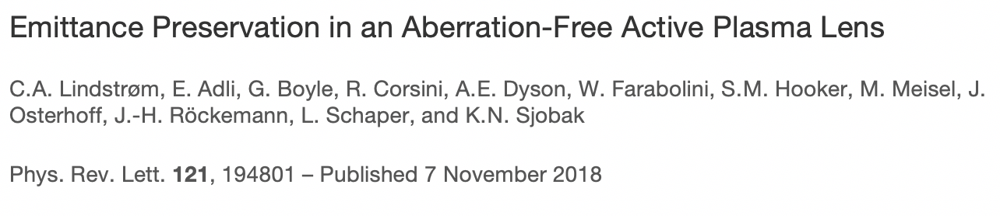 Emittance Preservation in an Aberration-Free Active Plasma Lens
C.A. Lindstrøm, E. Adli, G. Boyle, R. Corsini, A.E. Dyson, W. Farabolini, S.M. Hooker, M. Meisel, J.
Osterhoff, J.-H. Röckemann, L. Schaper, and K.N. Sjobak
Phys. Rev. Lett. 121, 194801 – Published 7 November 2018